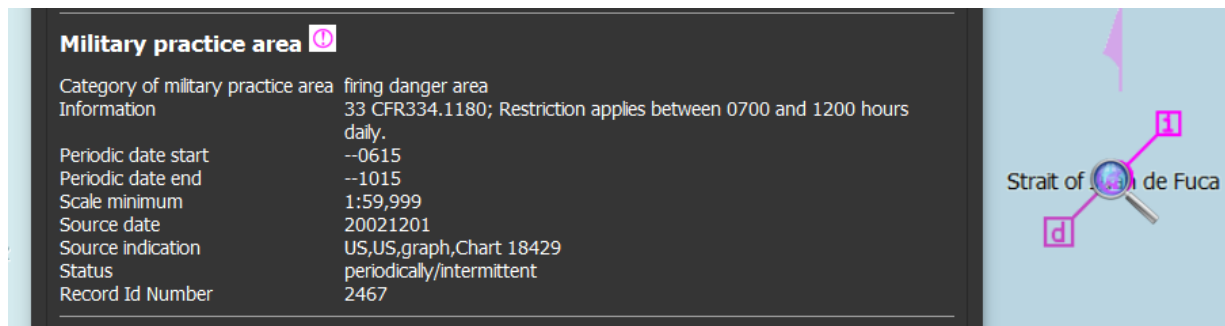 Military practice area
Category of military practice area firing danger area
Information 33 CFR334.1180; Restriction applies between 0700 and 1200 hours
daily.
Periodic date start --0615
Periodic date end --1015
Scale minimum 1:59,999
Source date 20021201
Source indication US,US,graph,Chart 18429
Status periodically/intermittent
Record Id Number 2467
i
Strait of de Fuca
d